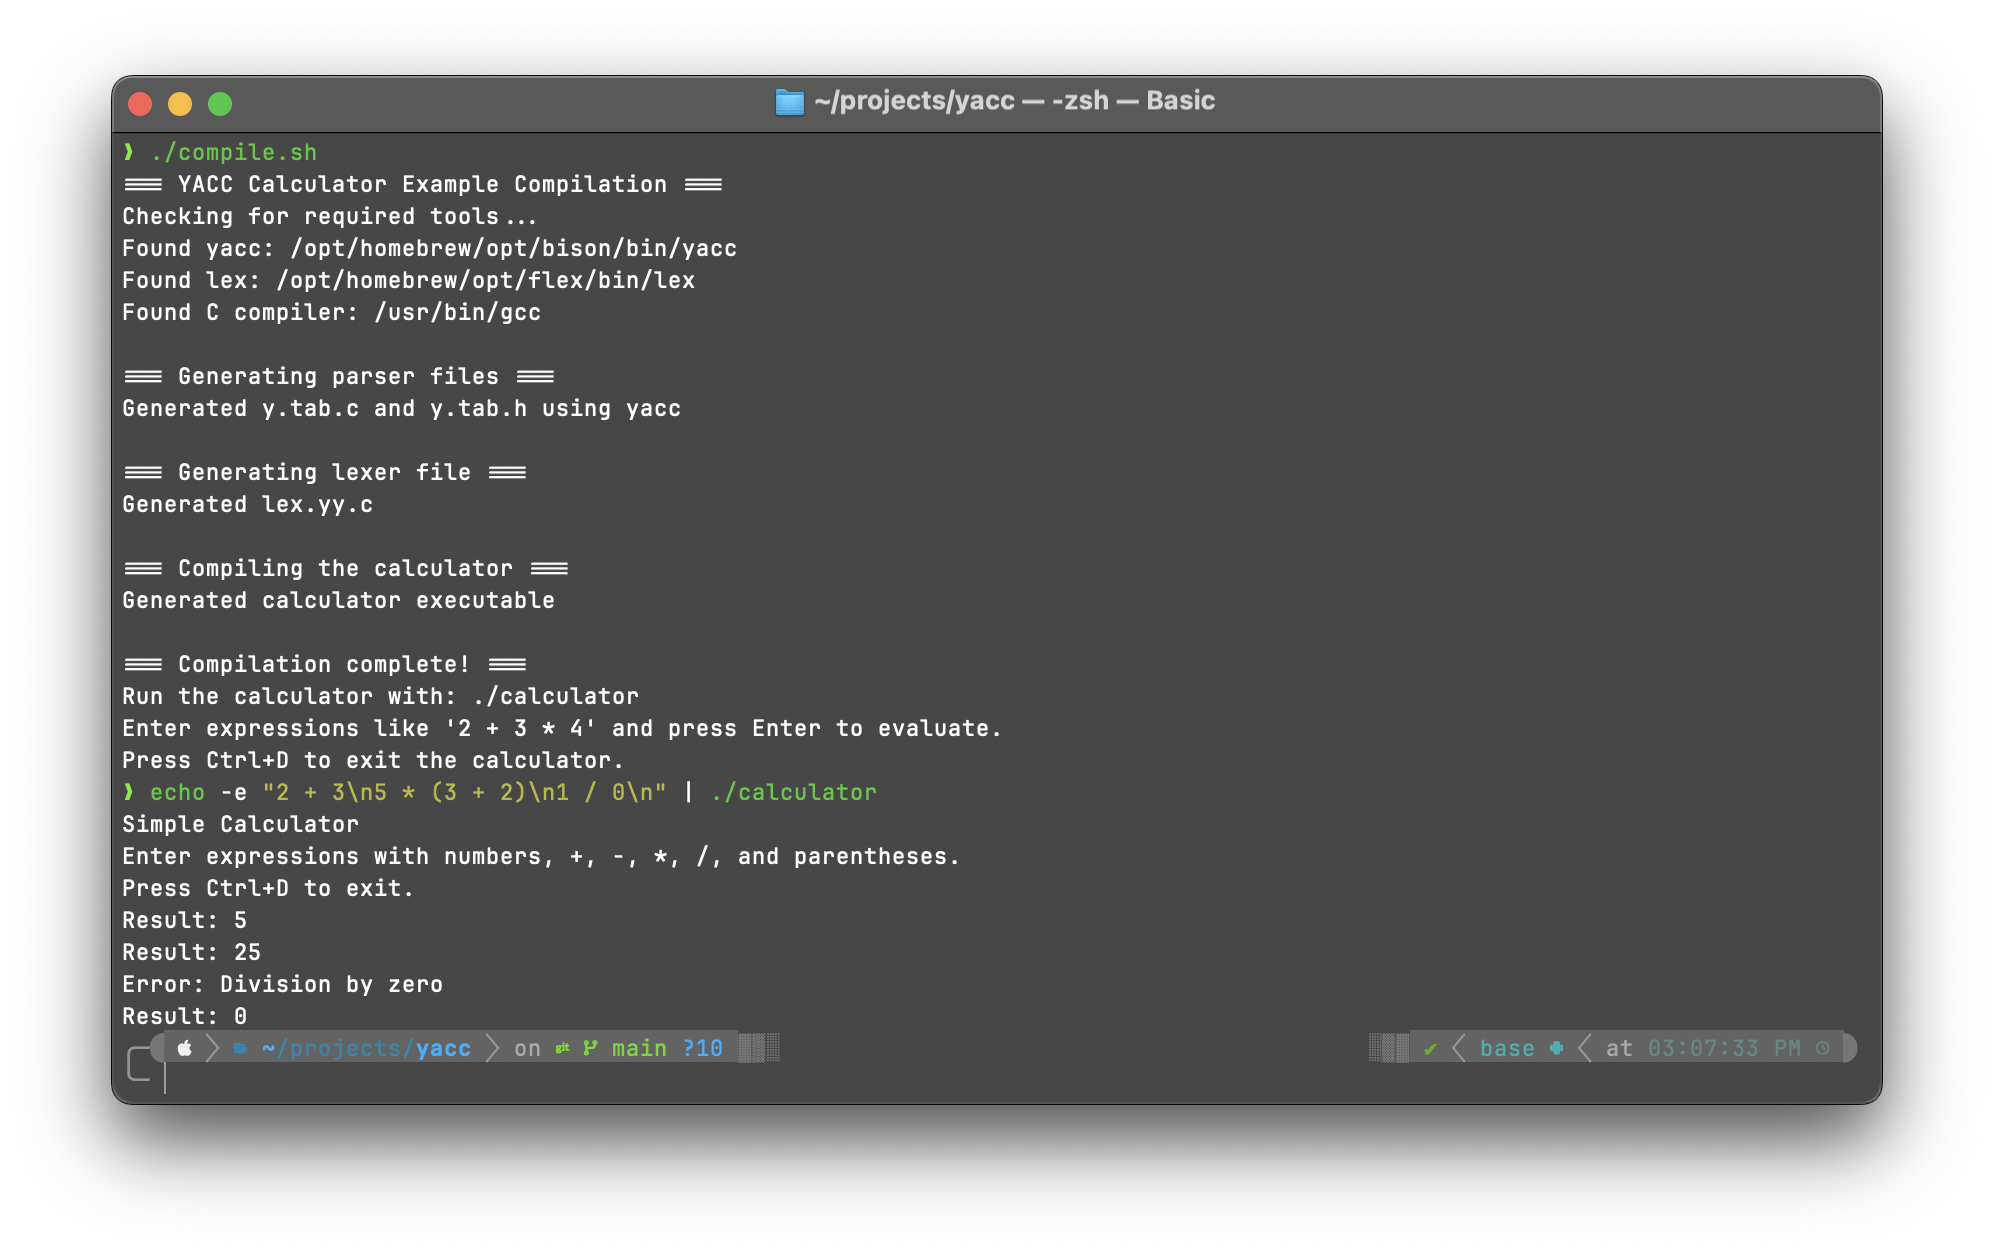 ~/projects/yacc — -zsh — Basic
❱ ./compile.sh
=== YACC Calculator Example Compilation ===
Checking for required tools...
Found yacc: /opt/homebrew/opt/bison/bin/yacc
Found lex: /opt/homebrew/opt/flex/bin/lex
Found C compiler: /usr/bin/gcc
=== Generating parser files ===
Generated y.tab.c and y.tab.h using yacc
=== Generating lexer file ===
Generated lex.yy.c
=== Compiling the calculator ===
Generated calculator executable
=== Compilation complete! ===
Run the calculator with: ./calculator
Enter expressions like '2 + 3 * 4' and press Enter to evaluate.
Press Ctrl+D to exit the calculator.
❱ echo -e "2 + 3\n5 * (3 + 2)\n1 / 0\n" | ./calculator
Simple Calculator
Enter expressions with numbers, +, -, *, /, and parentheses.
Press Ctrl+D to exit.
Result: 5
Result: 25
Error: Division by zero
Result: 0
~/projects/yacc on git main ?10 ✔ base at 03:07:33 PM